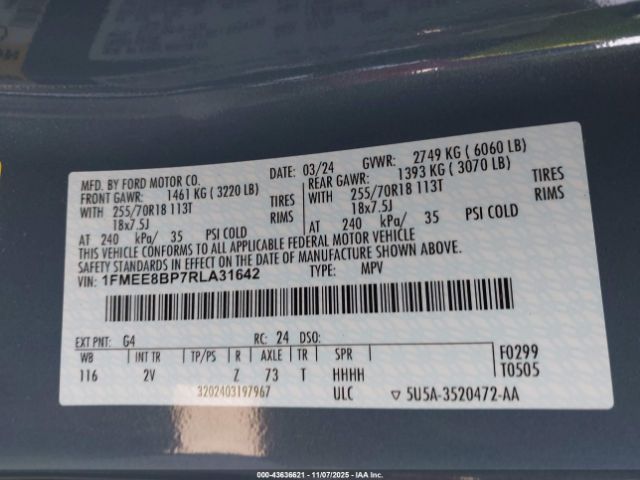 MFD. BY FORD MOTOR CO. DATE: 03/24 GVWR: 2749 KG ( 6060 LB)
FRONT GAWR: 1461 KG ( 3220 LB) REAR GAWR: 1393 KG ( 3070 LB)
WITH 255/70R18 113T RIMS WITH 255/70R18 113T RIMS
18x7.5J 18x7.5J
AT 240 kPa/ 35 PSI COLD AT 240 kPa/ 35 PSI COLD
THIS VEHICLE CONFORMS TO ALL APPLICABLE FEDERAL MOTOR VEHICLE
SAFETY STANDARDS IN EFFECT ON THE DATE OF MANUFACTURE SHOWN ABOVE.
VIN: 1FMEE8BP7RLA31642 TYPE: MPV
EXT PNT: G4 RC: 24 DSO: F0299
WB INT TR TP/PS R AXLE TR SPR T0505
116 2V Z 73 T HHHH
3202403197967 ULC 5U5A-3520472-AA
000-43636621 - 11/07/2025 - IAA, Inc.